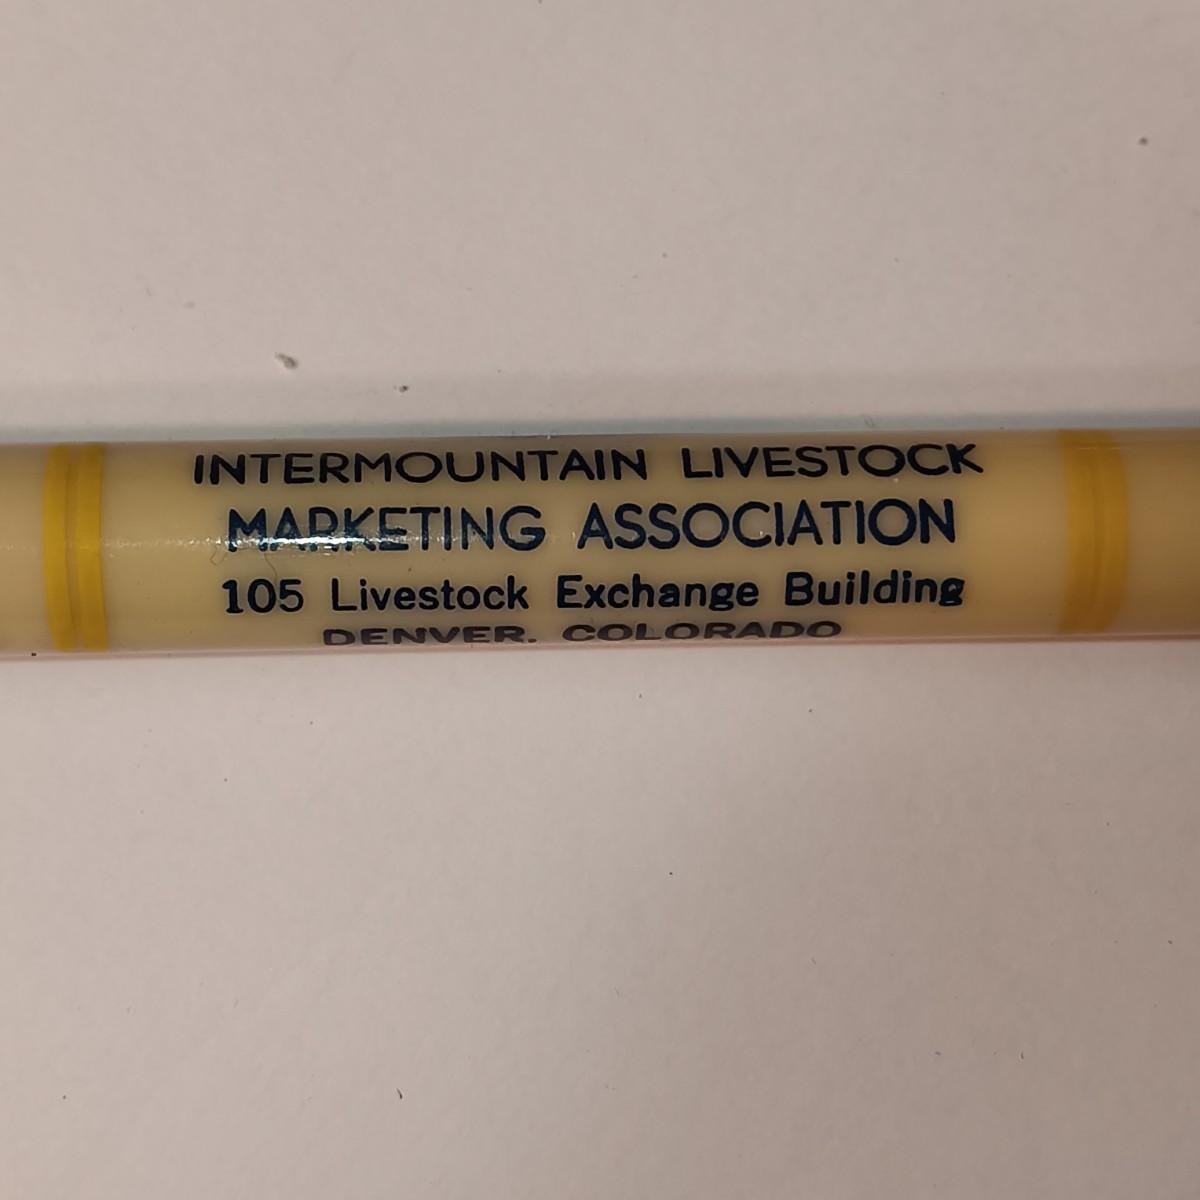 INTERMOUNTAIN LIVESTOCK
MARKETING ASSOCIATION
105 Livestock Exchange Building
DENVER, COLORADO